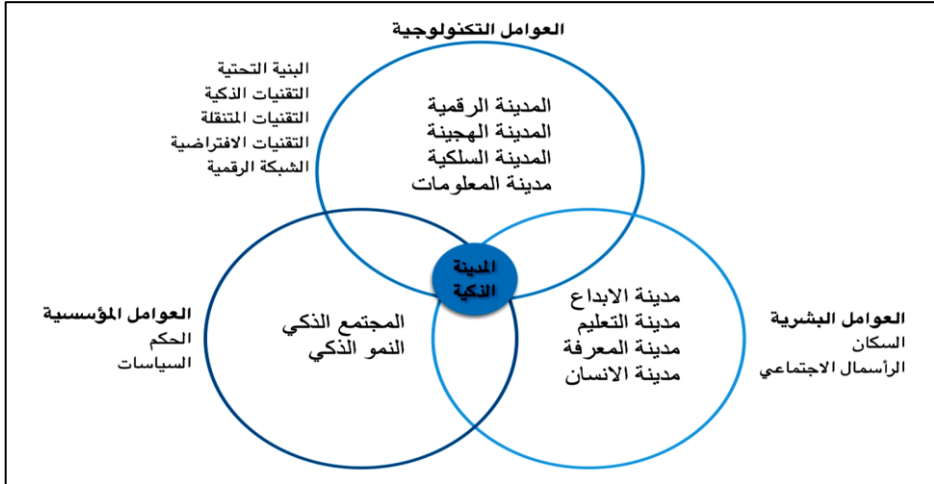 العوامل التكنولوجية
البنية التحتية
التقنيات الذكية
التقنيات المتنقلة
التقنيات الافتراضية
الشبكة الرقمية
المدينة الرقمية
المدينة الهجينة
المدينة السلكية
مدينة المعلومات
المدينة
الذكية
العوامل البشرية
السكان
الرأسمال الاجتماعي
مدينة الابداع
مدينة التعليم
مدينة المعرفة
مدينة الانسان
المجتمع الذكي
النمو الذكي
العوامل المؤسسية
الحكم
السياسات